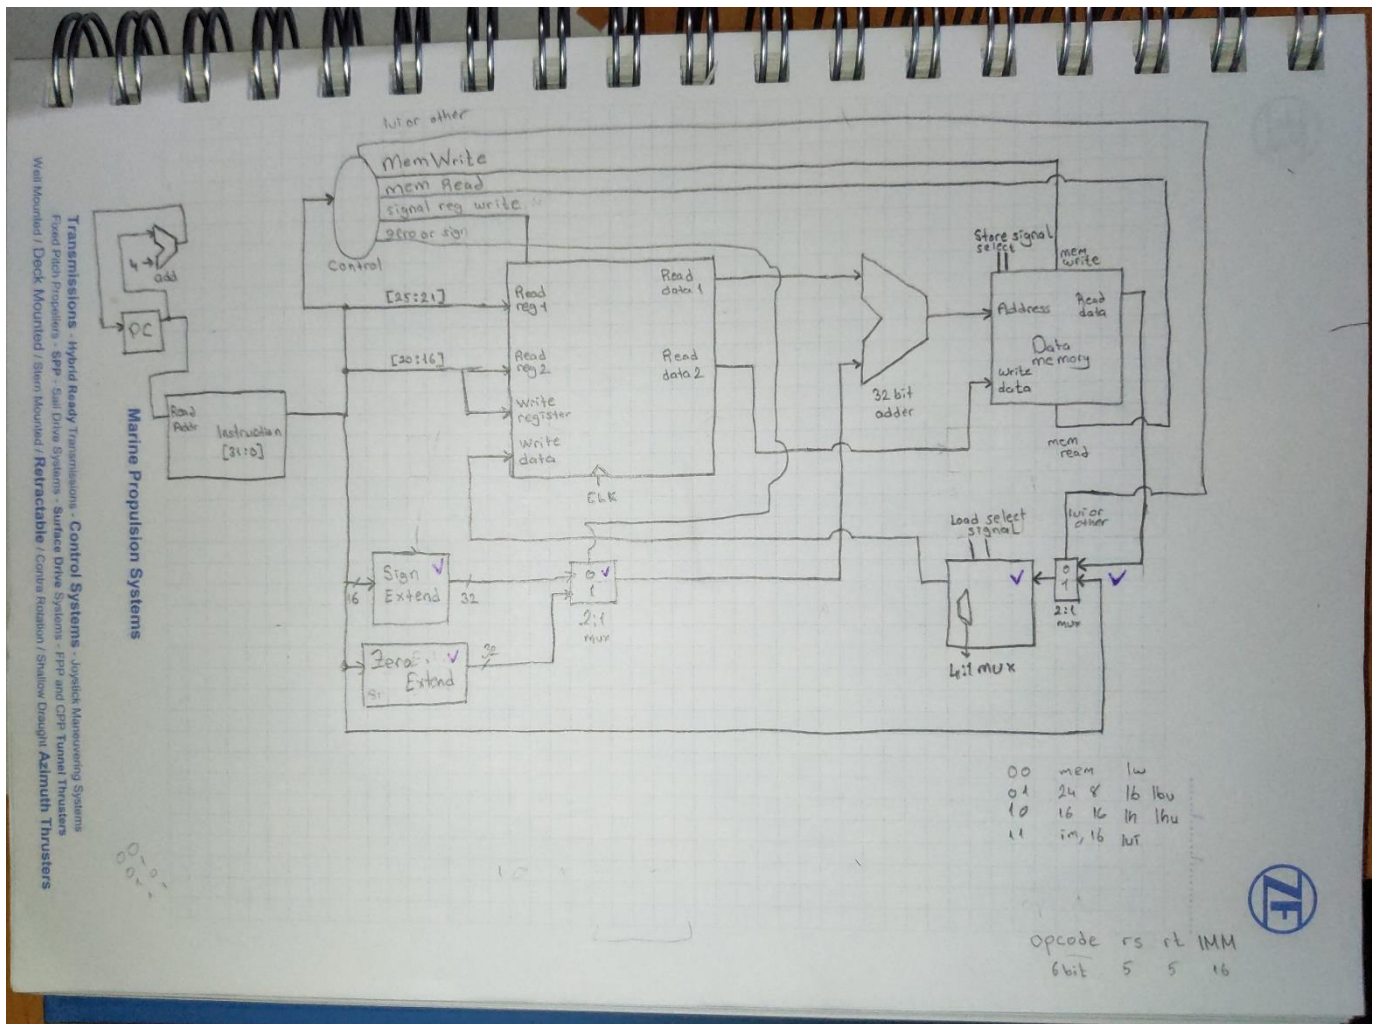 lui or other
MemWrite
mem Read
signal reg write
zero or sign
Control
4
add
PC
Read
Addr
Instruction
[31:0]
[25:21]
[20:16]
Read
reg 1
Read
reg 2
Write
register
Write
data
Read
data 1
Read
data 2
CLK
32 bit
adder
Store signal
select
mem
write
Address
Read
data
Data
memory
write
data
mem
read
lui or
other
Load select
signal
0
1
2:1
mux
4:1 mux
16
Sign
Extend
32
0
1
2:1
mux
Zero
Extend
32
00 mem lw
01 24 8 lb lbu
10 16 16 lh lhu
11 im, 16 lui
opcode rs rt IMM
6bit 5 5 16
ZF
Marine Propulsion Systems
Transmissions - Hybrid Ready Transmissions - Control Systems - Joystick Maneuvering Systems
Fixed Pitch Propellers - SPP - Sail Drive Systems - Surface Drive Systems - FPP and CPP Tunnel Thrusters
Well Mounted / Deck Mounted / Stern Mounted / Retractable / Contra Rotation / Shallow Draught Azimuth Thrusters